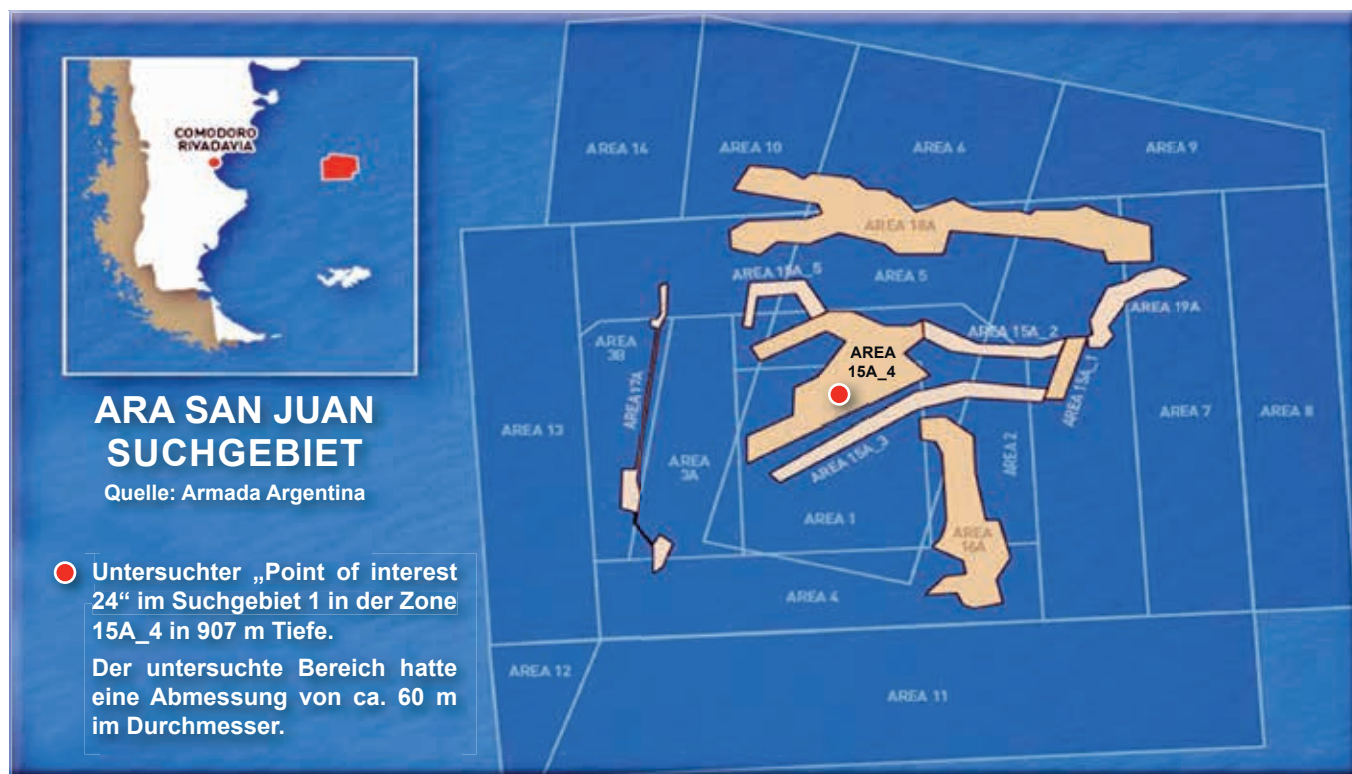 COMODORO
RIVADAVIA
ARA SAN JUAN
SUCHGEBIET
Quelle: Armada Argentina
Untersuchter „Point of interest
24“ im Suchgebiet 1 in der Zone
15A_4 in 907 m Tiefe.
Der untersuchte Bereich hatte
eine Abmessung von ca. 60 m
im Durchmesser.
AREA 14
AREA 10
AREA 6
AREA 9
AREA 18A
AREA 15A_5
AREA 5
AREA 19A
AREA
3B
AREA 17A
AREA 15A_2
AREA
15A_4
AREA 15A_1
AREA 13
AREA
3A
AREA 15A_3
AREA 2
AREA 7
AREA 8
AREA 1
AREA
16A
AREA 4
AREA 12
AREA 11